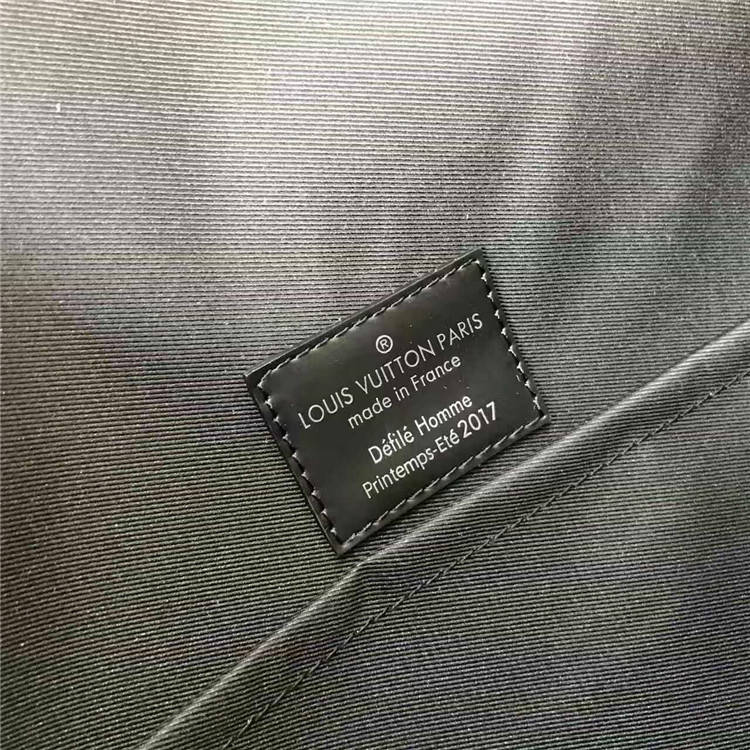 ®
LOUIS VUITTON PARIS
made in France
Défilé Homme
Printemps-Eté 2017